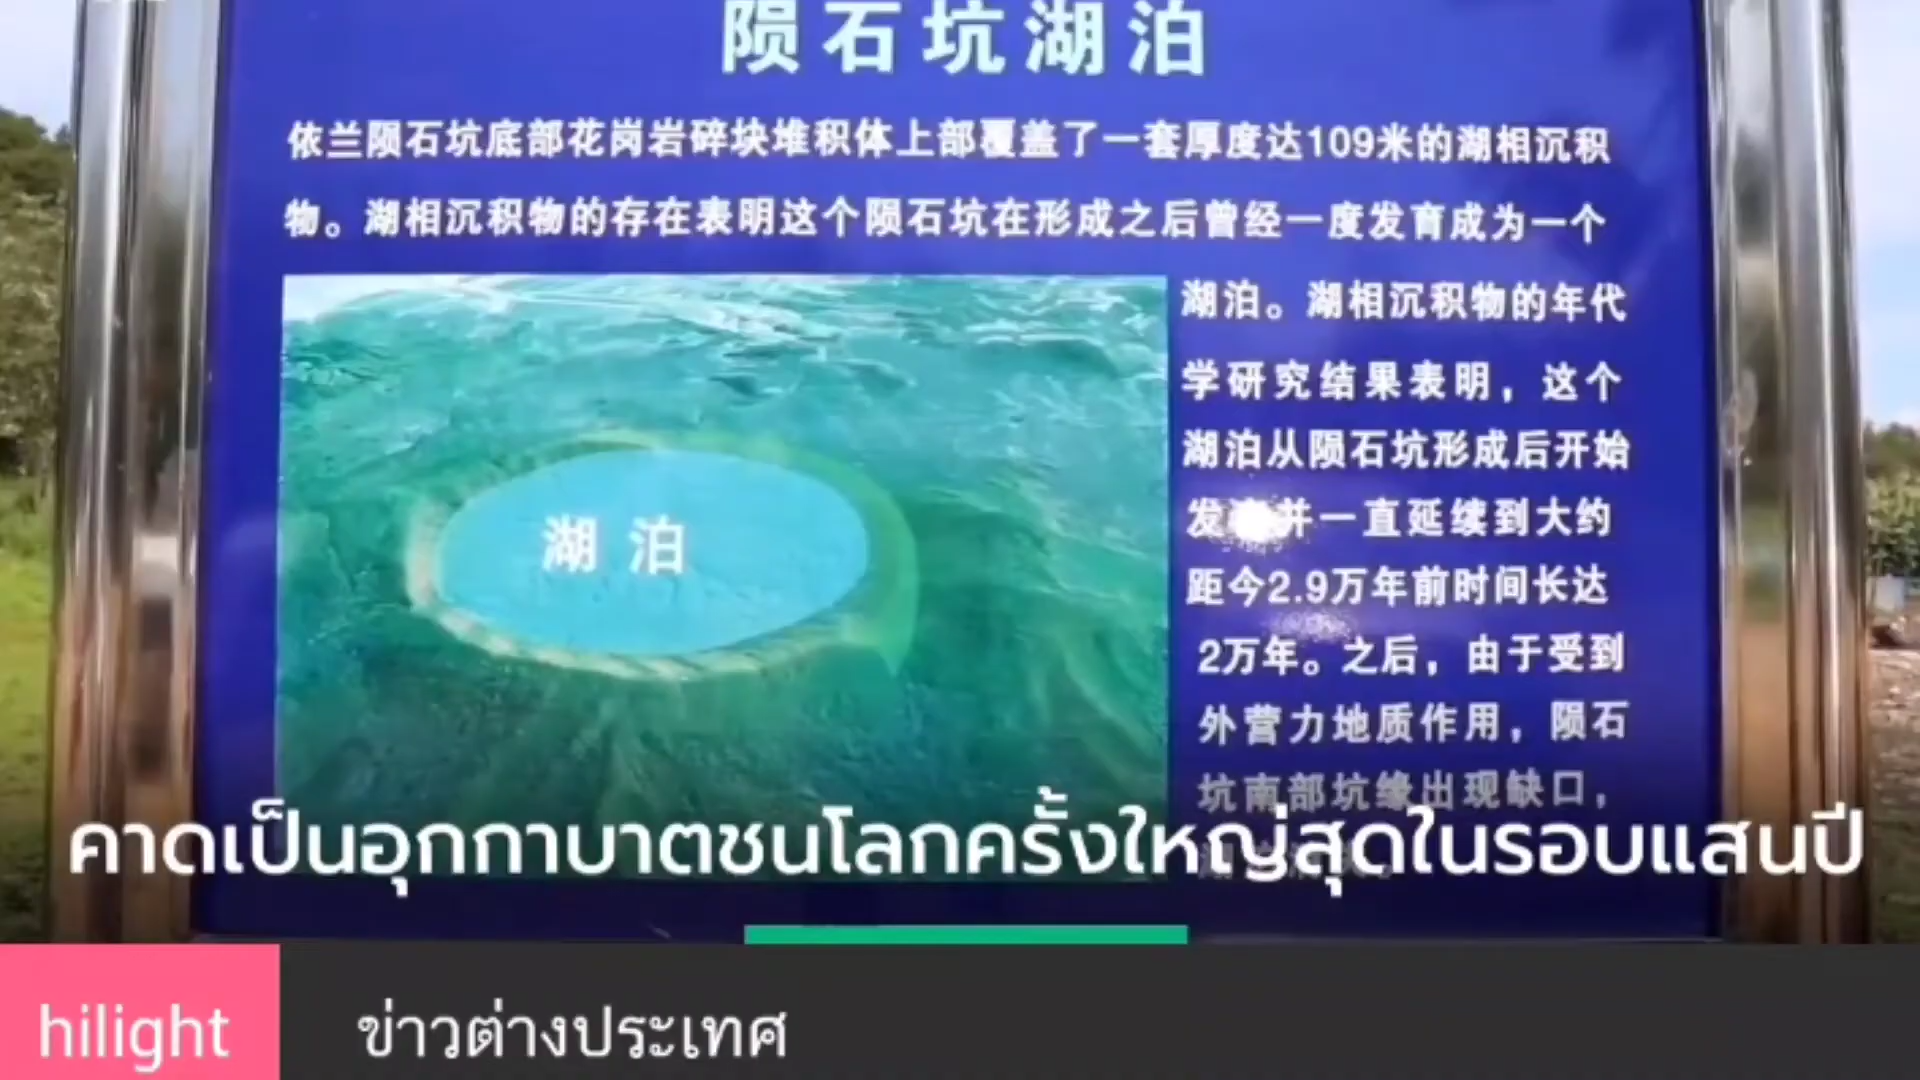 陨石坑湖泊
依兰陨石坑底部花岗岩碎块堆积体上部覆盖了一套厚度达109米的湖相沉积
物。湖相沉积物的存在表明这个陨石坑在形成之后曾经一度发育成为一个
湖泊。湖相沉积物的年代
学研究结果表明，这个
湖泊从陨石坑形成后开始
发 并一直延续到大约
距今2.9万年前时间长达
2万年。之后，由于受到
外营力地质作用，陨石
坑南部坑缘出现缺口，
湖泊
คาดเป็นอุกกาบาตชนโลกครั้งใหญ่สุดในรอบแสนปี
hilight
ข่าวต่างประเทศ